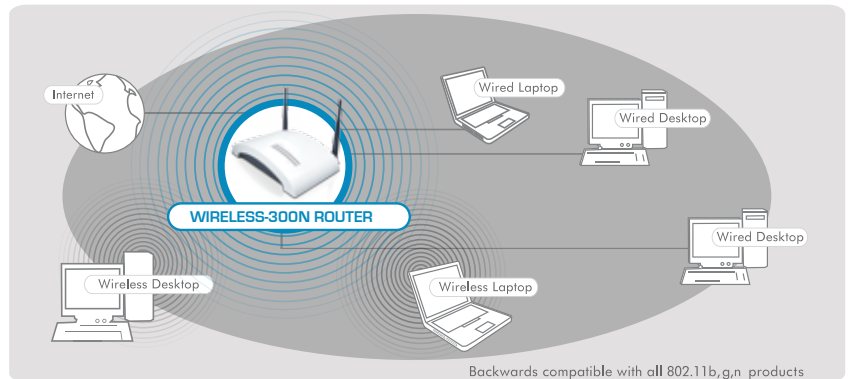 Internet
Wired Laptop
Wired Desktop
WIRELESS-300N ROUTER
Wired Desktop
Wireless Desktop
Wireless Laptop
Backwards compatible with all 802.11b,g,n products